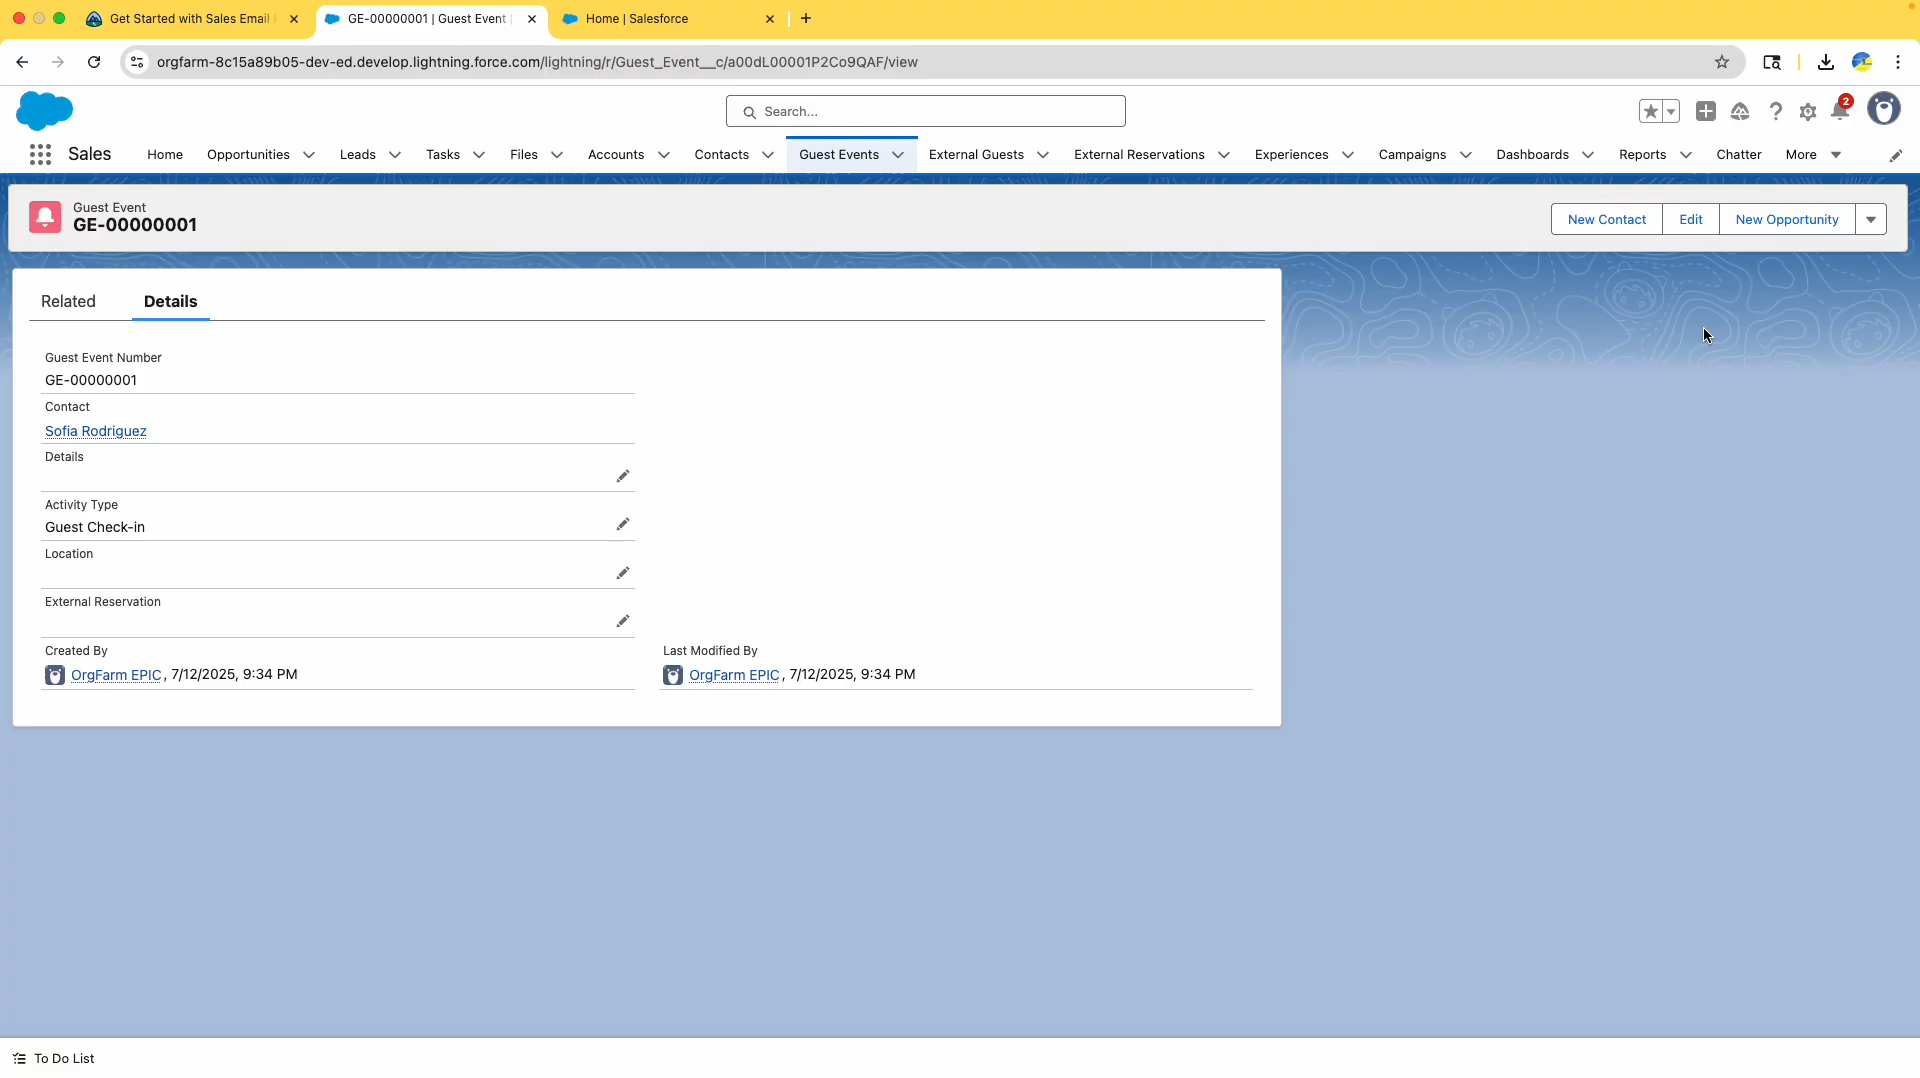 Get Started with Sales Email
GE-00000001 | Guest Event
Home | Salesforce
orgfarm-8c15a89b05-dev-ed.develop.lightning.force.com/lightning/r/Guest_Event__c/a00dL00001P2Co9QAF/view
Search...
2
Sales
Home
Opportunities
Leads
Tasks
Files
Accounts
Contacts
Guest Events
External Guests
External Reservations
Experiences
Campaigns
Dashboards
Reports
Chatter
More
Guest Event
GE-00000001
New Contact
Edit
New Opportunity
Related
Details
Guest Event Number
GE-00000001
Contact
Sofia Rodriguez
Details
Activity Type
Guest Check-in
Location
External Reservation
Created By
OrgFarm EPIC, 7/12/2025, 9:34 PM
Last Modified By
OrgFarm EPIC, 7/12/2025, 9:34 PM
To Do List